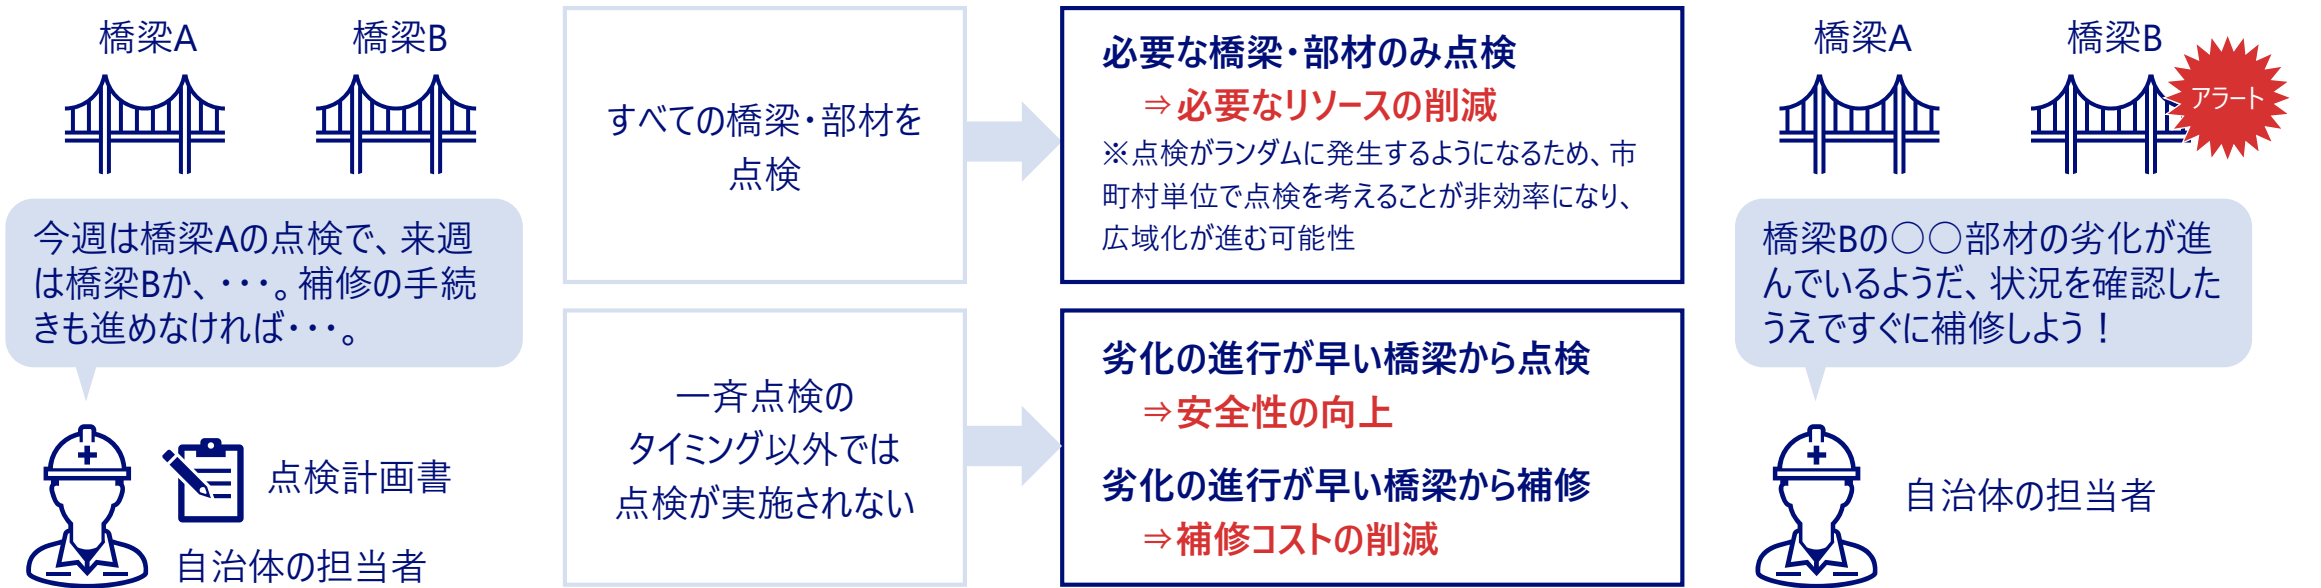 橋梁A
橋梁B
今週は橋梁Aの点検で、来週
は橋梁Bか、・・・。補修の手続
きも進めなければ・・・。
点検計画書
自治体の担当者
すべての橋梁・部材を
点検
一斉点検の
タイミング以外では
点検が実施されない
必要な橋梁・部材のみ点検
⇒必要なリソースの削減
※点検がランダムに発生するようになるため、市
町村単位で点検を考えることが非効率になり、
広域化が進む可能性
劣化の進行が早い橋梁から点検
⇒安全性の向上
劣化の進行が早い橋梁から補修
⇒補修コストの削減
橋梁A
橋梁B
アラート
橋梁Bの○○部材の劣化が進
んでいるようだ、状況を確認した
うえですぐに補修しよう！
自治体の担当者